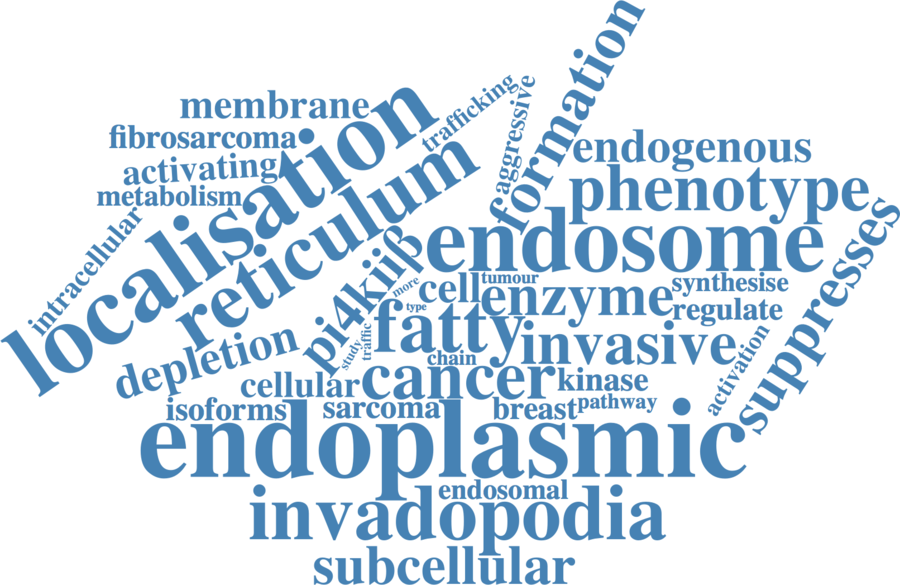 formation
membrane
trafficking
aggressive
fibrosarcoma
localisation
endogenous
activating
reticulum
phenotype
metabolism
intracellular
suppresses
endosome
pi4kiiß
more
cell
tumour
synthesise
enzyme
type
regulate
fatty
traffic
study
invasive
activation
depletion
chain
cellular
cancer
kinase
isoforms
sarcoma
breast
pathway
endoplasmic
endosomal
invadopodia
subcellular